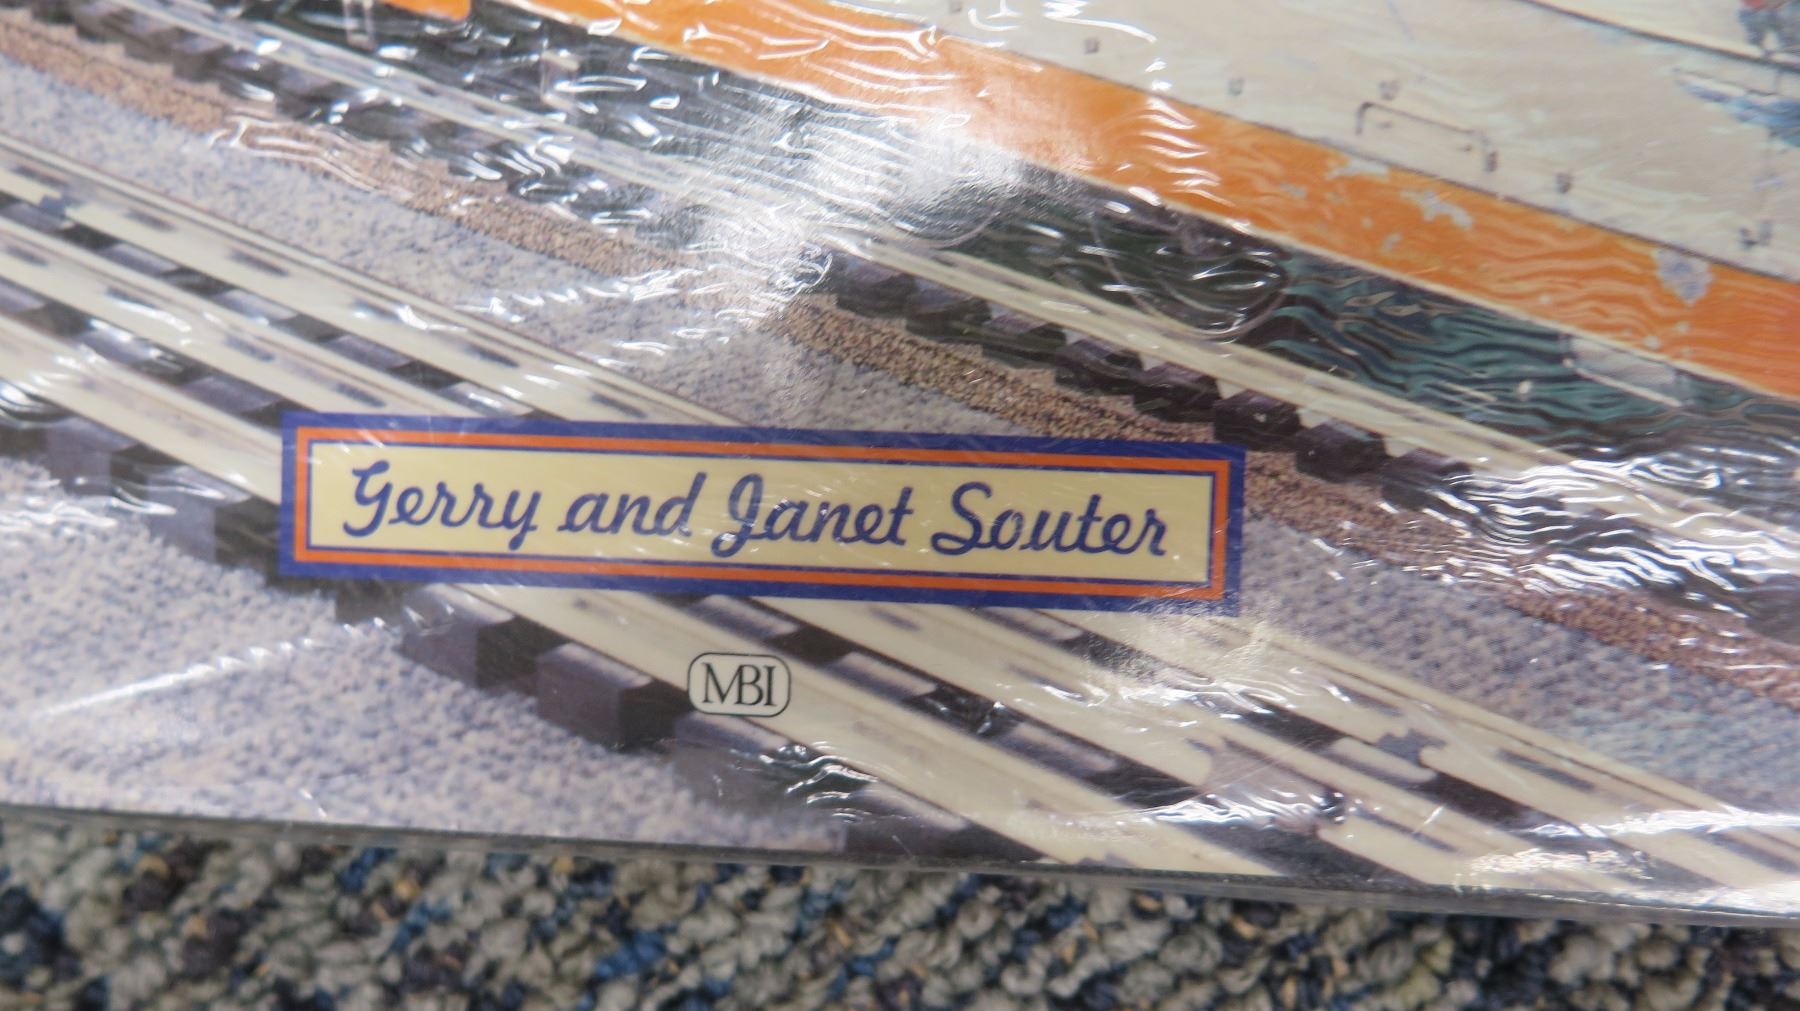 Gerry and Janet Souter
MBI